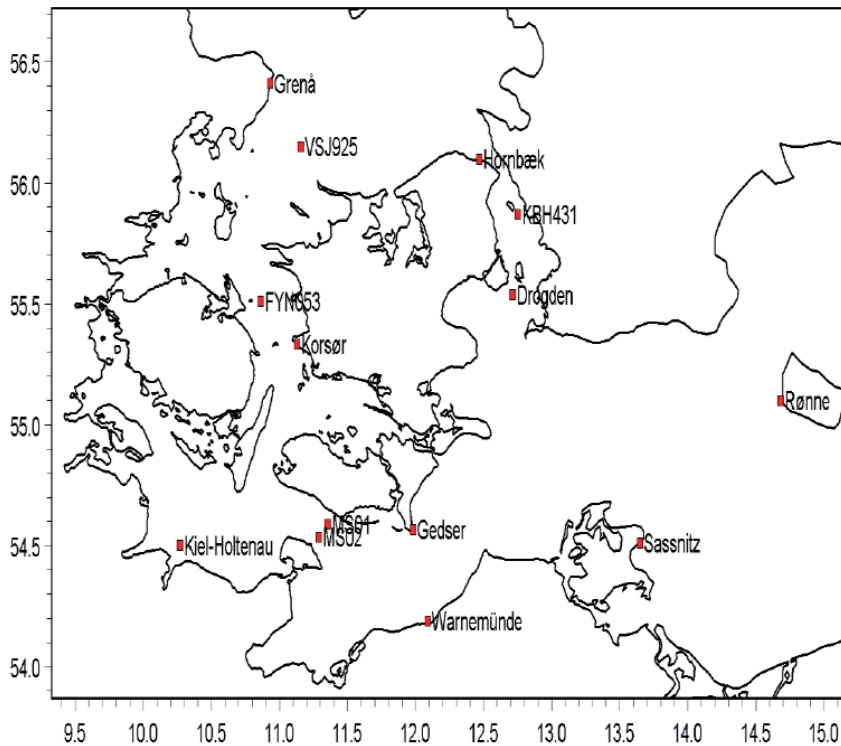 56.5
Grenå
VSJ925
Hornbæk
56.0
KBH431
Drogden
55.5
FYN053
Korsør
Rønne
55.0
MS01
MS02
Gedser
54.5
Kiel-Holtenau
Sassnitz
Warnemünde
54.0
9.5 10.0 10.5 11.0 11.5 12.0 12.5 13.0 13.5 14.0 14.5 15.0